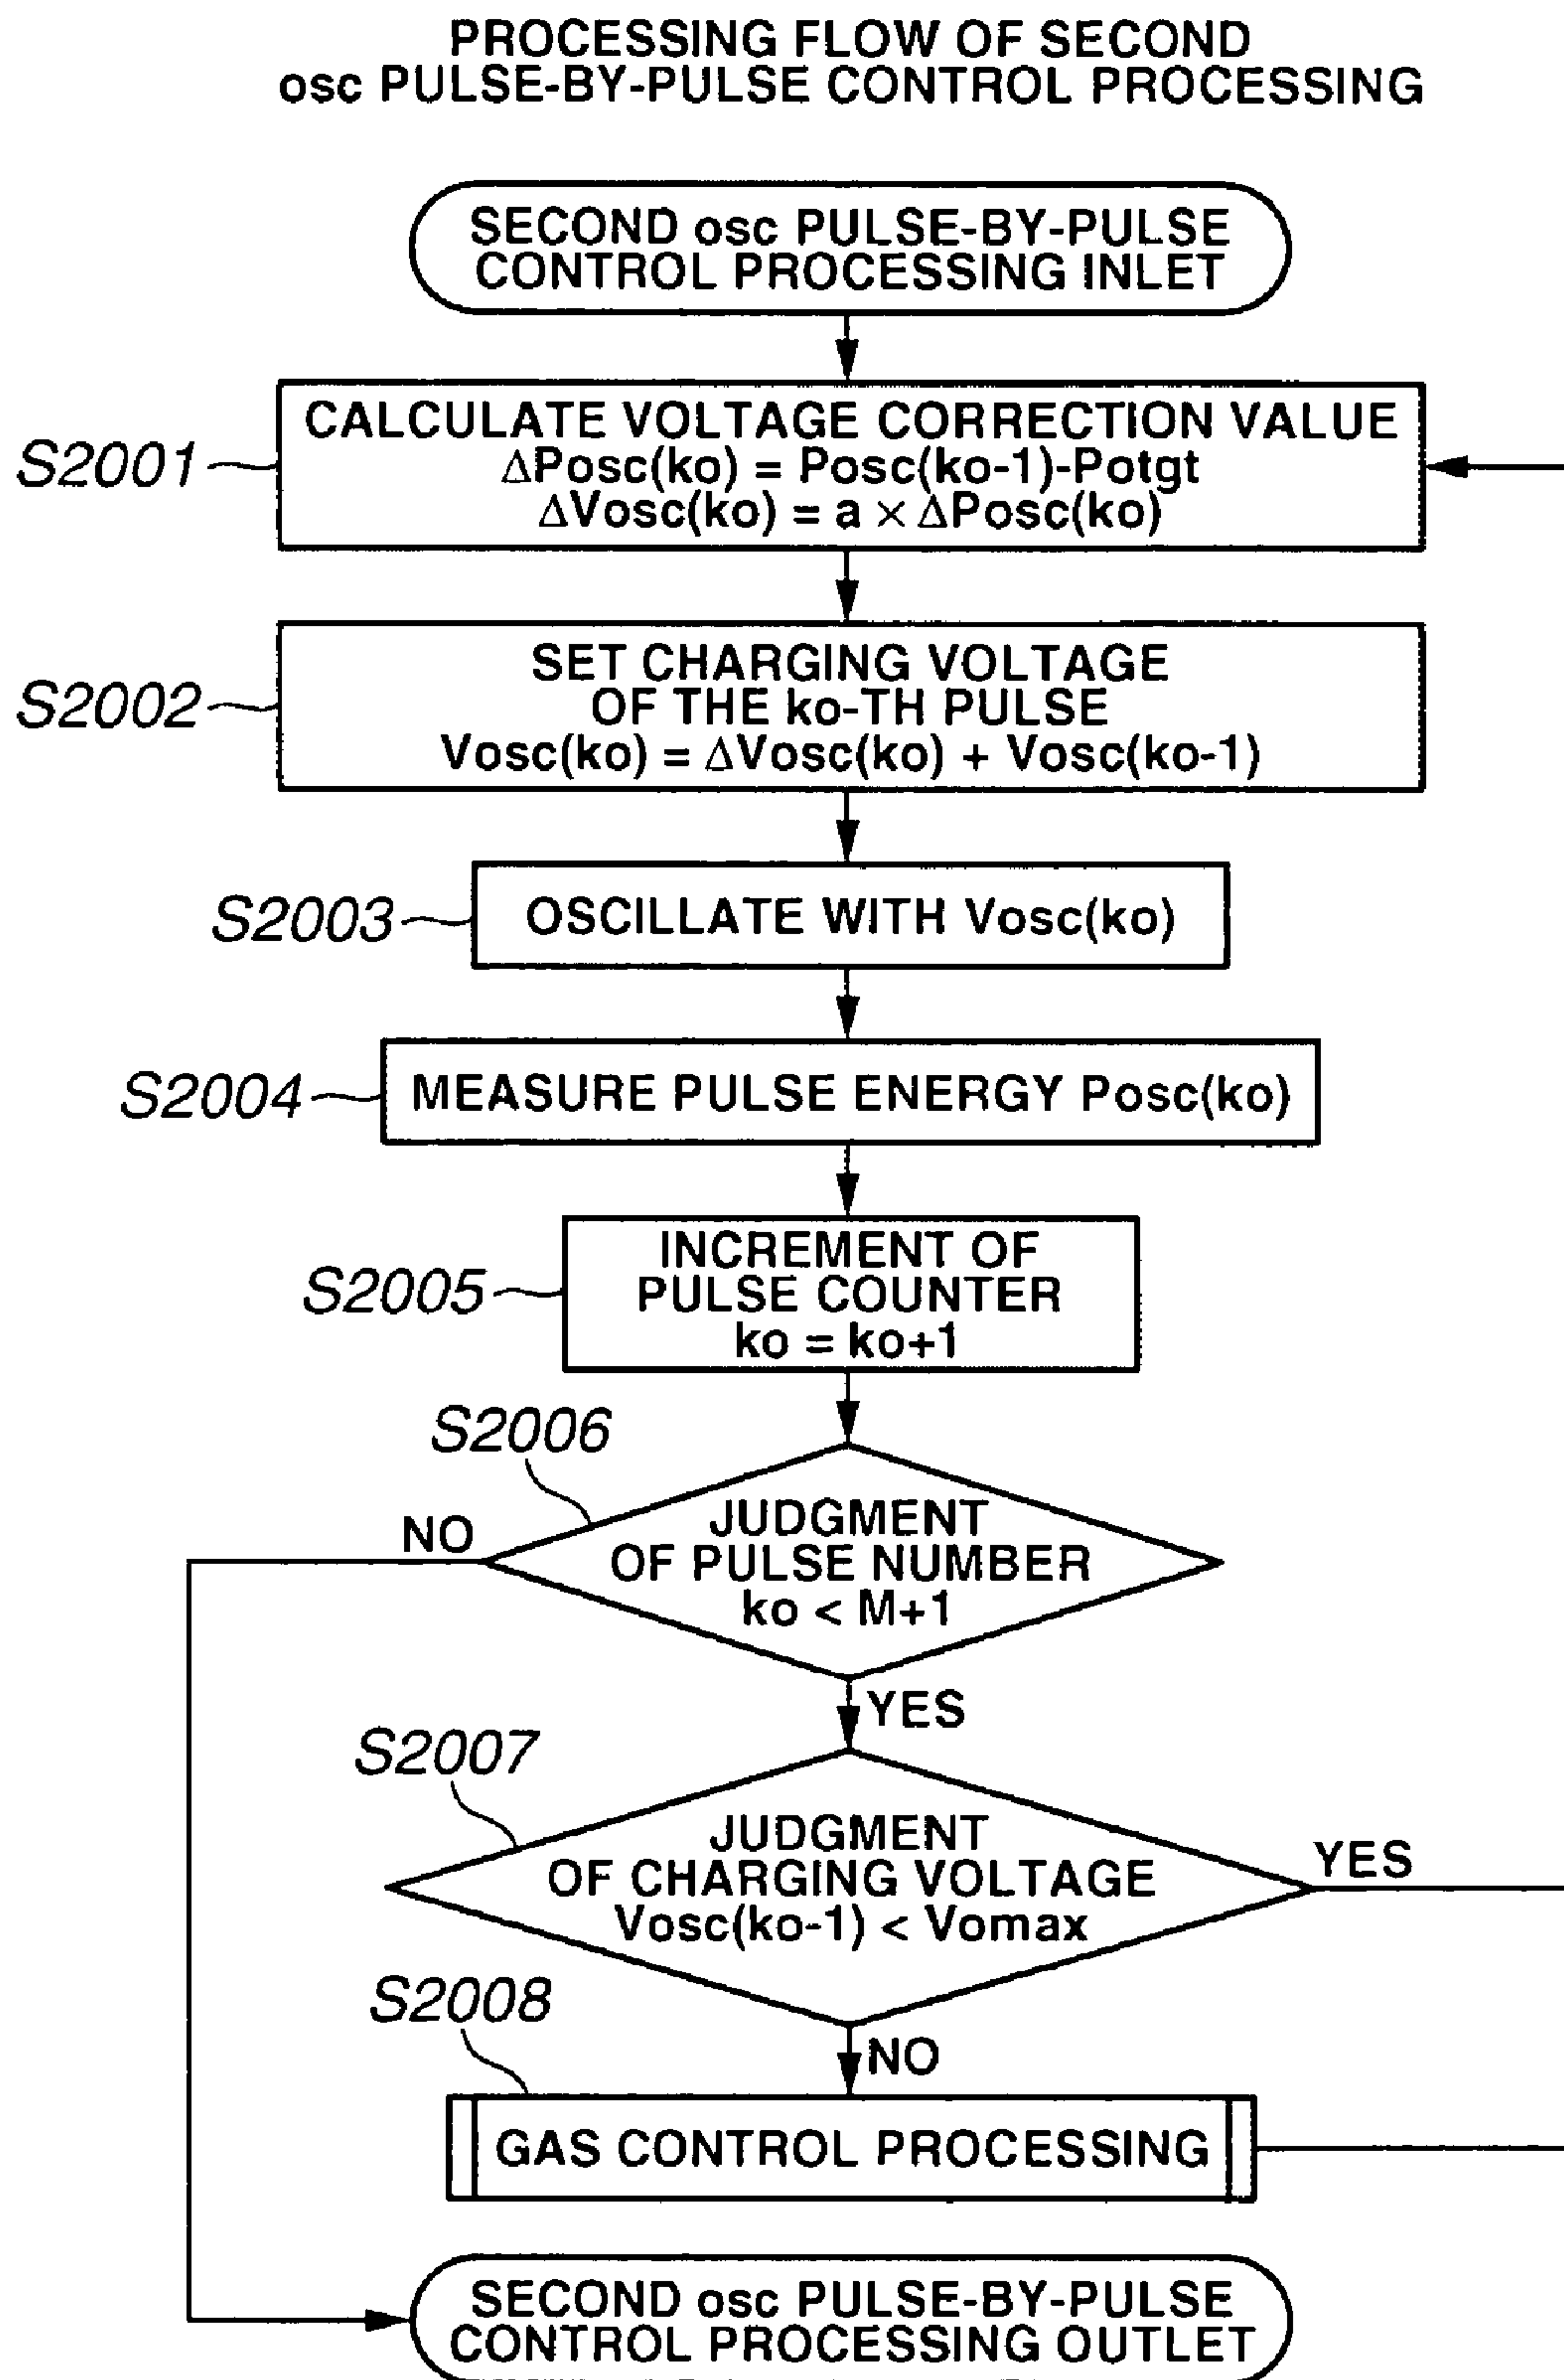 PROCESSING FLOW OF SECOND
osc PULSE-BY-PULSE CONTROL PROCESSING
SECOND osc PULSE-BY-PULSE
CONTROL PROCESSING INLET
S2001
CALCULATE VOLTAGE CORRECTION VALUE
ΔPosc(ko) = Posc(ko-1)-Potgt
ΔVosc(ko) = a × ΔPosc(ko)
S2002
SET CHARGING VOLTAGE
OF THE ko-TH PULSE
Vosc(ko) = ΔVosc(ko) + Vosc(ko-1)
S2003
OSCILLATE WITH Vosc(ko)
S2004
MEASURE PULSE ENERGY Posc(ko)
S2005
INCREMENT OF
PULSE COUNTER
ko = ko+1
S2006
NO
JUDGMENT
OF PULSE NUMBER
ko < M+1
YES
S2007
JUDGMENT
OF CHARGING VOLTAGE
Vosc(ko-1) < Vomax
YES
S2008
NO
GAS CONTROL PROCESSING
SECOND osc PULSE-BY-PULSE
CONTROL PROCESSING OUTLET